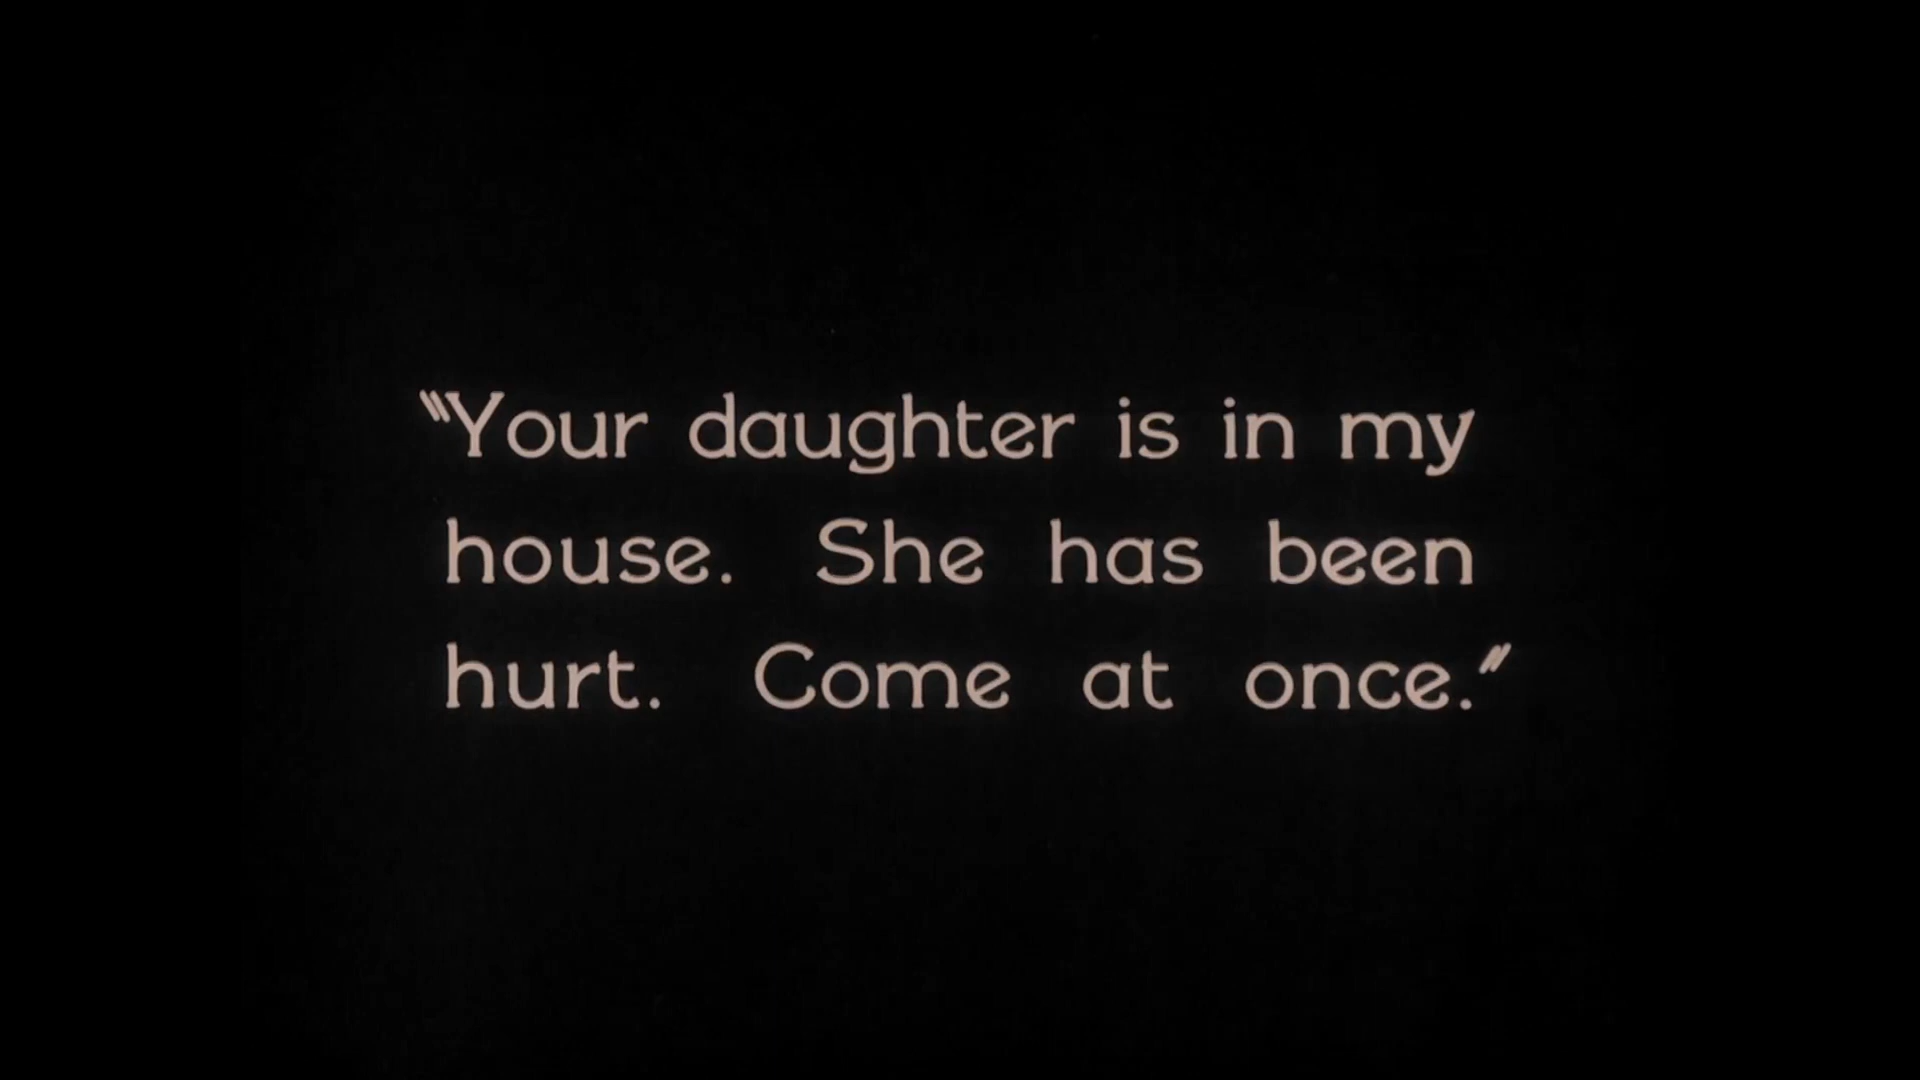 "Your daughter is in my
house. She has been
hurt. Come at once."